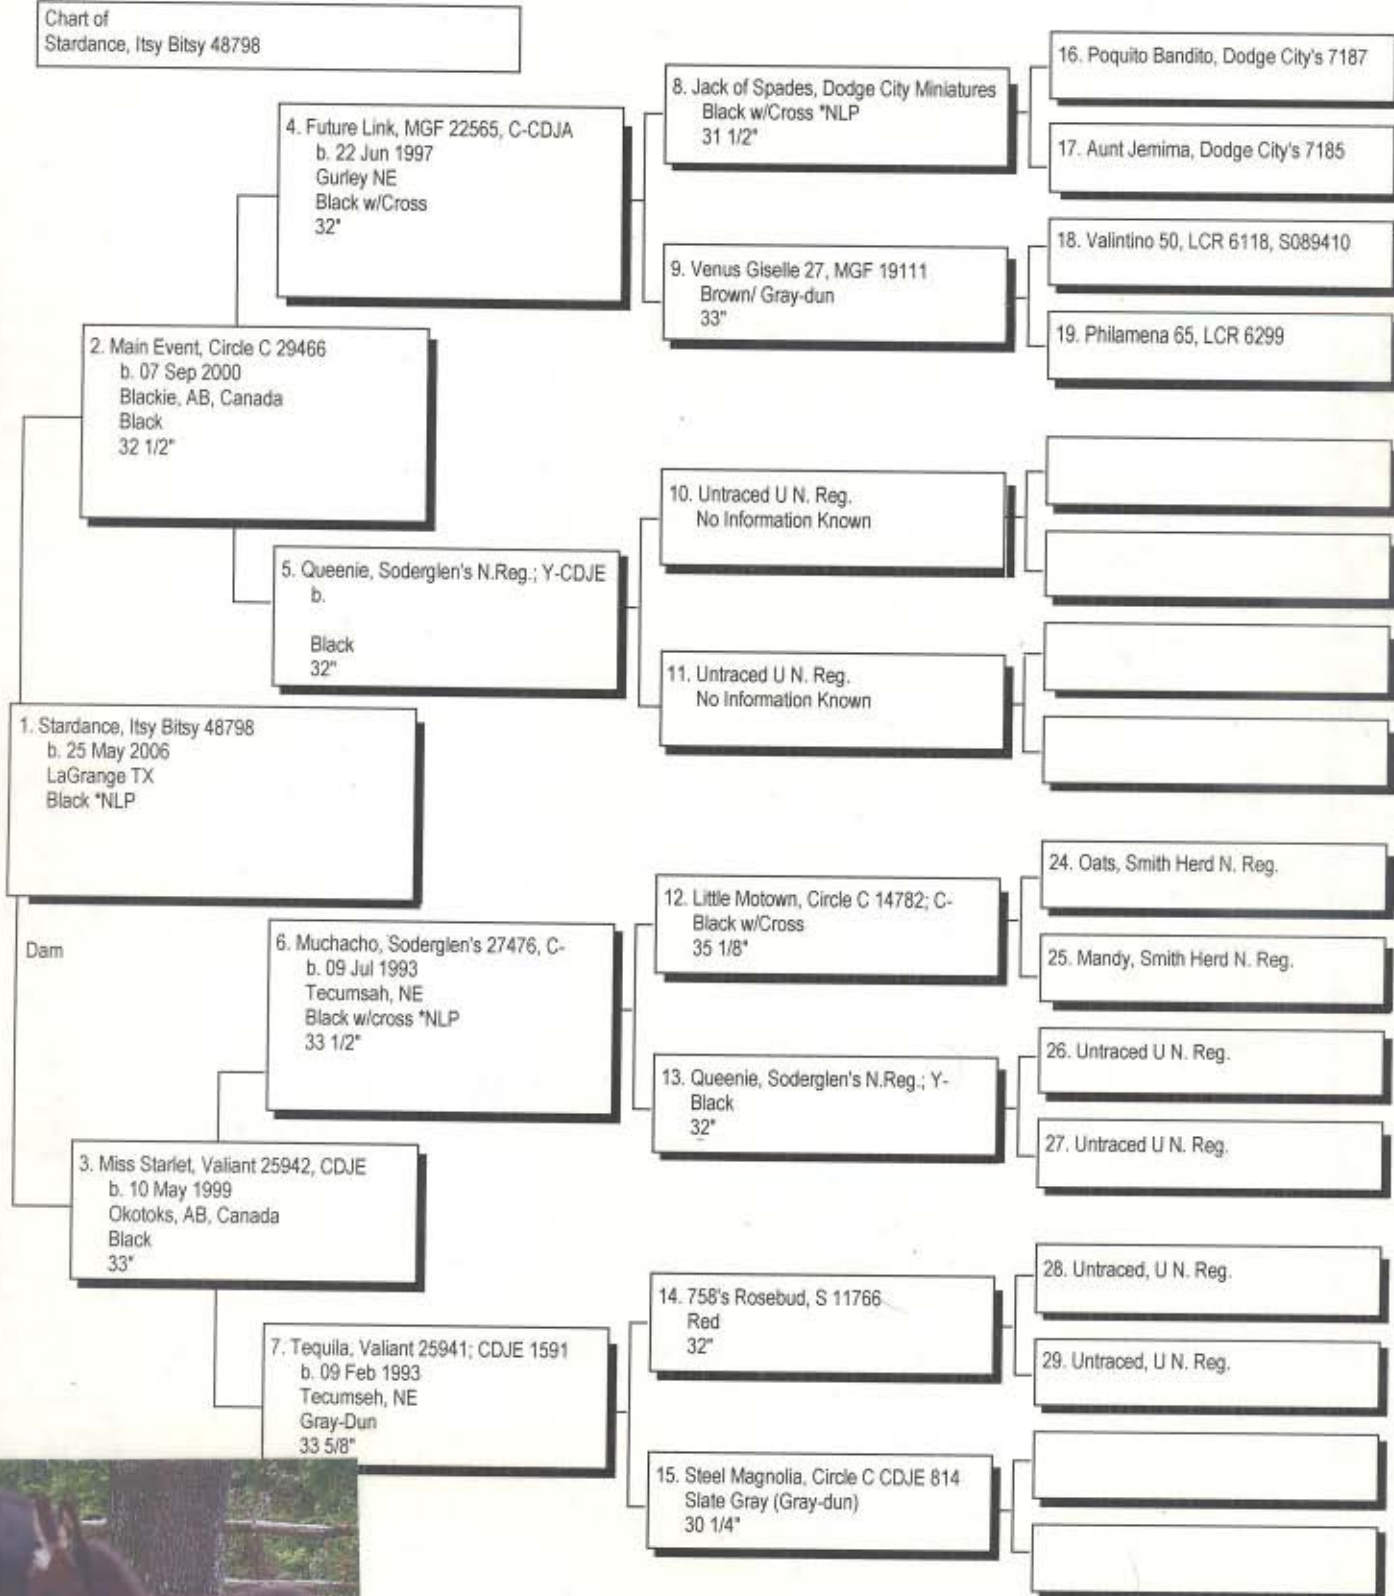 Chart of
Stardance, Itsy Bitsy 48798
1. Stardance, Itsy Bitsy 48798
b. 25 May 2006
LaGrange TX
Black *NLP
Dam
2. Main Event, Circle C 29466
b. 07 Sep 2000
Blackie, AB, Canada
Black
32 1/2"
3. Miss Starlet, Valiant 25942, CDJE
b. 10 May 1999
Okotoks, AB, Canada
Black
33"
4. Future Link, MGF 22565, C-CDJA
b. 22 Jun 1997
Gurley NE
Black w/Cross
32"
5. Queenie, Soderglen's N.Reg.; Y-CDJE
b.
Black
32"
6. Muchacho, Soderglen's 27476, C-
b. 09 Jul 1993
Tecumsah, NE
Black w/cross *NLP
33 1/2"
7. Tequila, Valiant 25941; CDJE 1591
b. 09 Feb 1993
Tecumseh, NE
Gray-Dun
33 5/8"
8. Jack of Spades, Dodge City Miniatures
Black w/Cross *NLP
31 1/2"
9. Venus Giselle 27, MGF 19111
Brown/ Gray-dun
33"
10. Untraced U N. Reg.
No Information Known
11. Untraced U N. Reg.
No Information Known
12. Little Motown, Circle C 14782; C-
Black w/Cross
35 1/8"
13. Queenie, Soderglen's N.Reg.; Y-
Black
32"
14. 758's Rosebud, S 11766
Red
32"
15. Steel Magnolia, Circle C CDJE 814
Slate Gray (Gray-dun)
30 1/4"
16. Poquito Bandito, Dodge City's 7187
17. Aunt Jemima, Dodge City's 7185
18. Valintino 50, LCR 6118, S089410
19. Philamena 65, LCR 6299
24. Oats, Smith Herd N. Reg.
25. Mandy, Smith Herd N. Reg.
26. Untraced U N. Reg.
27. Untraced U N. Reg.
28. Untraced, U N. Reg.
29. Untraced, U N. Reg.